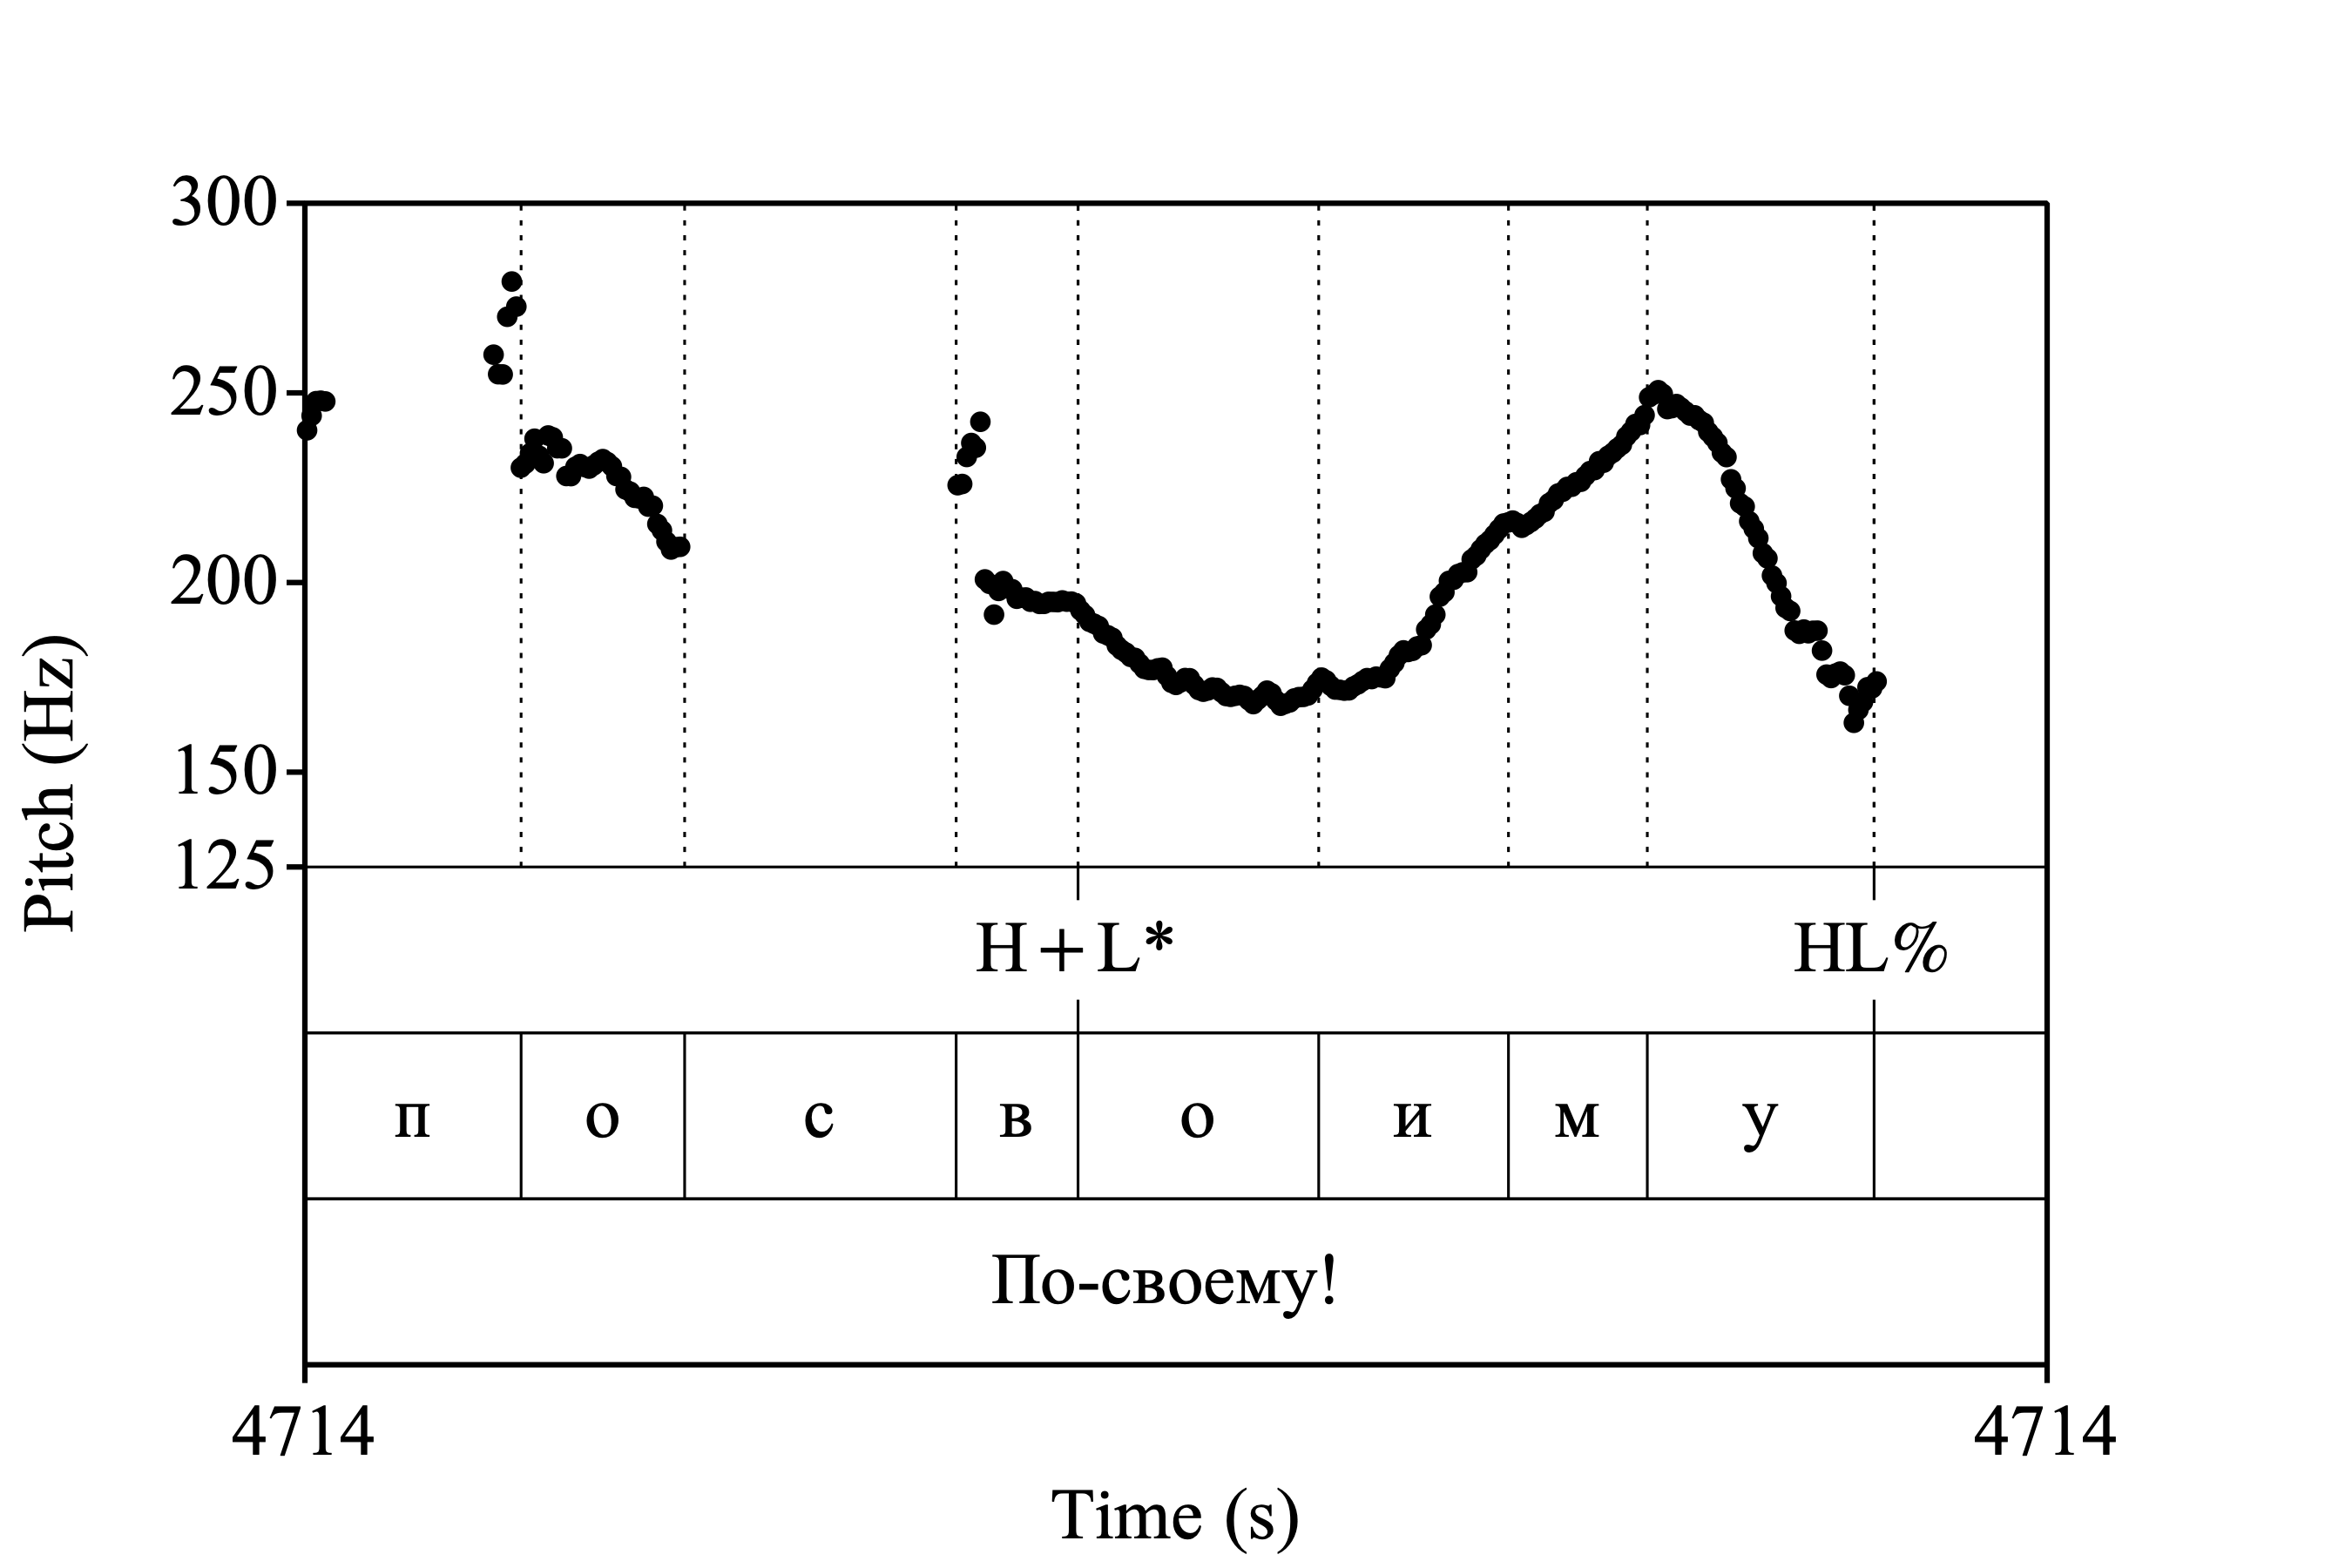 300
250
200
150
125
Pitch (Hz)
H+L* HL%
п о с в о и м у
По-своему!
4714 4714
Time (s)